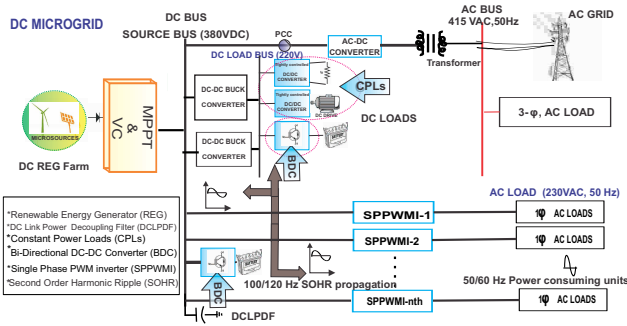 DC MICROGRID
DC BUS
SOURCE BUS (380VDC)
PCC
AC-DC
CONVERTER
AC BUS
415 VAC,50Hz
AC GRID
Transformer
DC LOAD BUS (220V)
Tightly controlled
DC/DC
CONVERTER
CPLs
Tightly controlled
DC/DC
CONVERTER
DC DRIVE
DC LOADS
DC-DC BUCK
CONVERTER
3-φ, AC LOAD
MICROSOURCES
DC REG Farm
MPPT
&
VC
DC-DC BUCK
CONVERTER
BDC
AC LOAD (230VAC, 50 Hz)
*Renewable Energy Generator (REG)
*DC Link Power Decoupling Filter (DCLPDF)
*Constant Power Loads (CPLs)
*Bi-Directional DC-DC Converter (BDC)
*Single Phase PWM inverter (SPPWMI)
*Second Order Harmonic Ripple (SOHR)
SPPWMI-1
1φ AC LOADS
SPPWMI-2
1φ AC LOADS
BDC
100/120 Hz SOHR propagation
50/60 Hz Power consuming units
SPPWMI-nth
1φ AC LOADS
DCLPDF